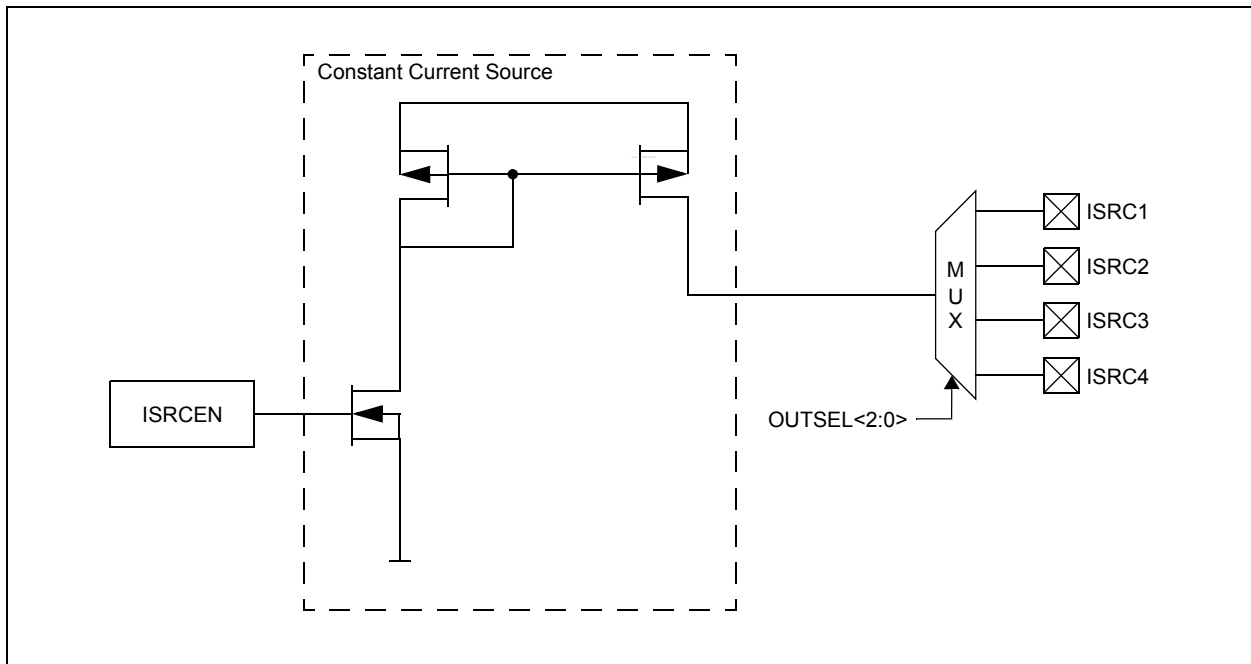 Constant Current Source
ISRC1
ISRC2
ISRC3
ISRC4
M
U
X
ISRCEN
OUTSEL<2:0>